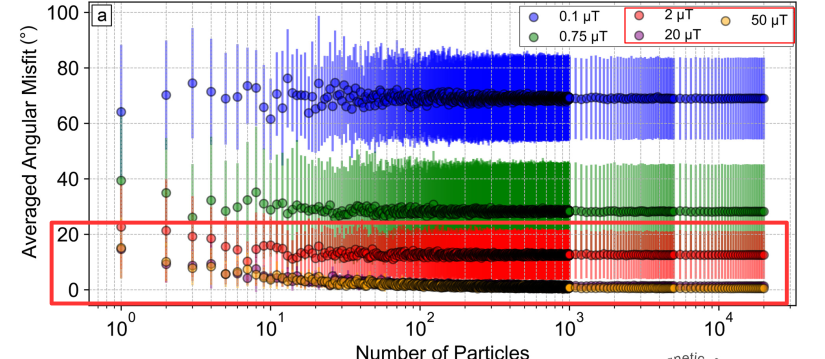 a
0.1 μT
0.75 μT
2 μT
20 μT
50 μT
Averaged Angular Misfit (°)
100
80
60
40
20
0
10⁰
10¹
10²
10³
10⁴
Number of Particles
netic